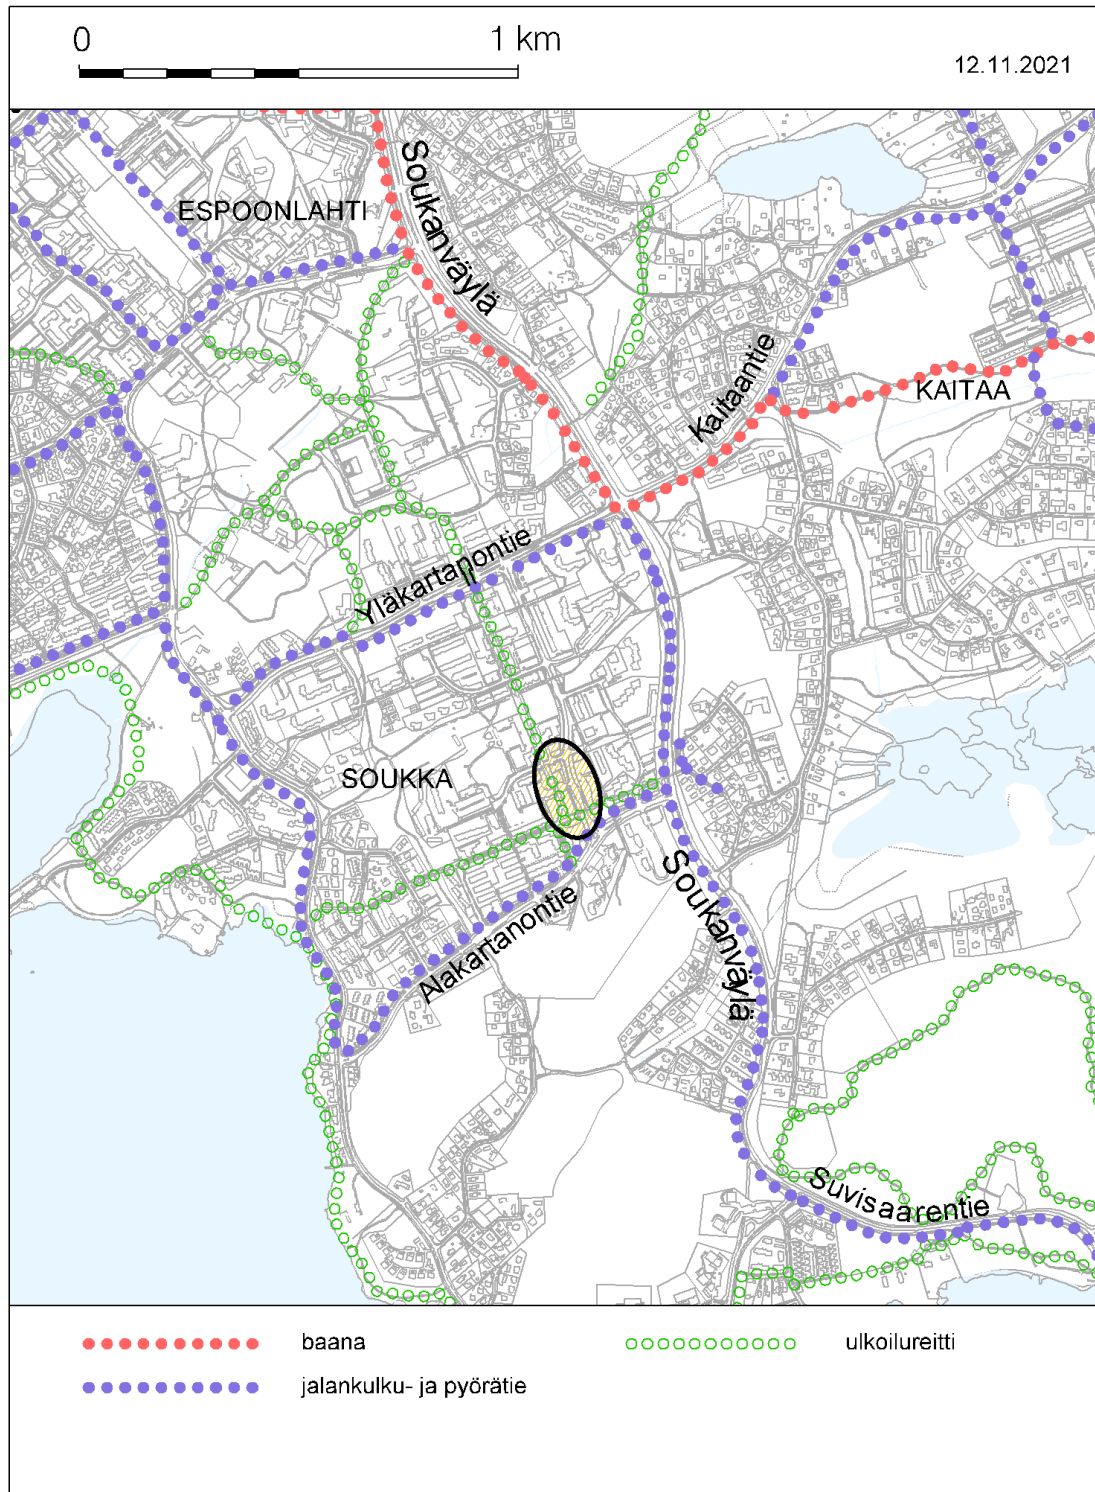 0 1 km
12.11.2021
Soukanväylä
ESPOONLAHTI
Kaitaantie
KAITAA
Yläkartanontie
SOUKKA
Soukanväylä
Alakartanontie
Suvisaarentie
baana
ulkoilureitti
jalankulku- ja pyörätie